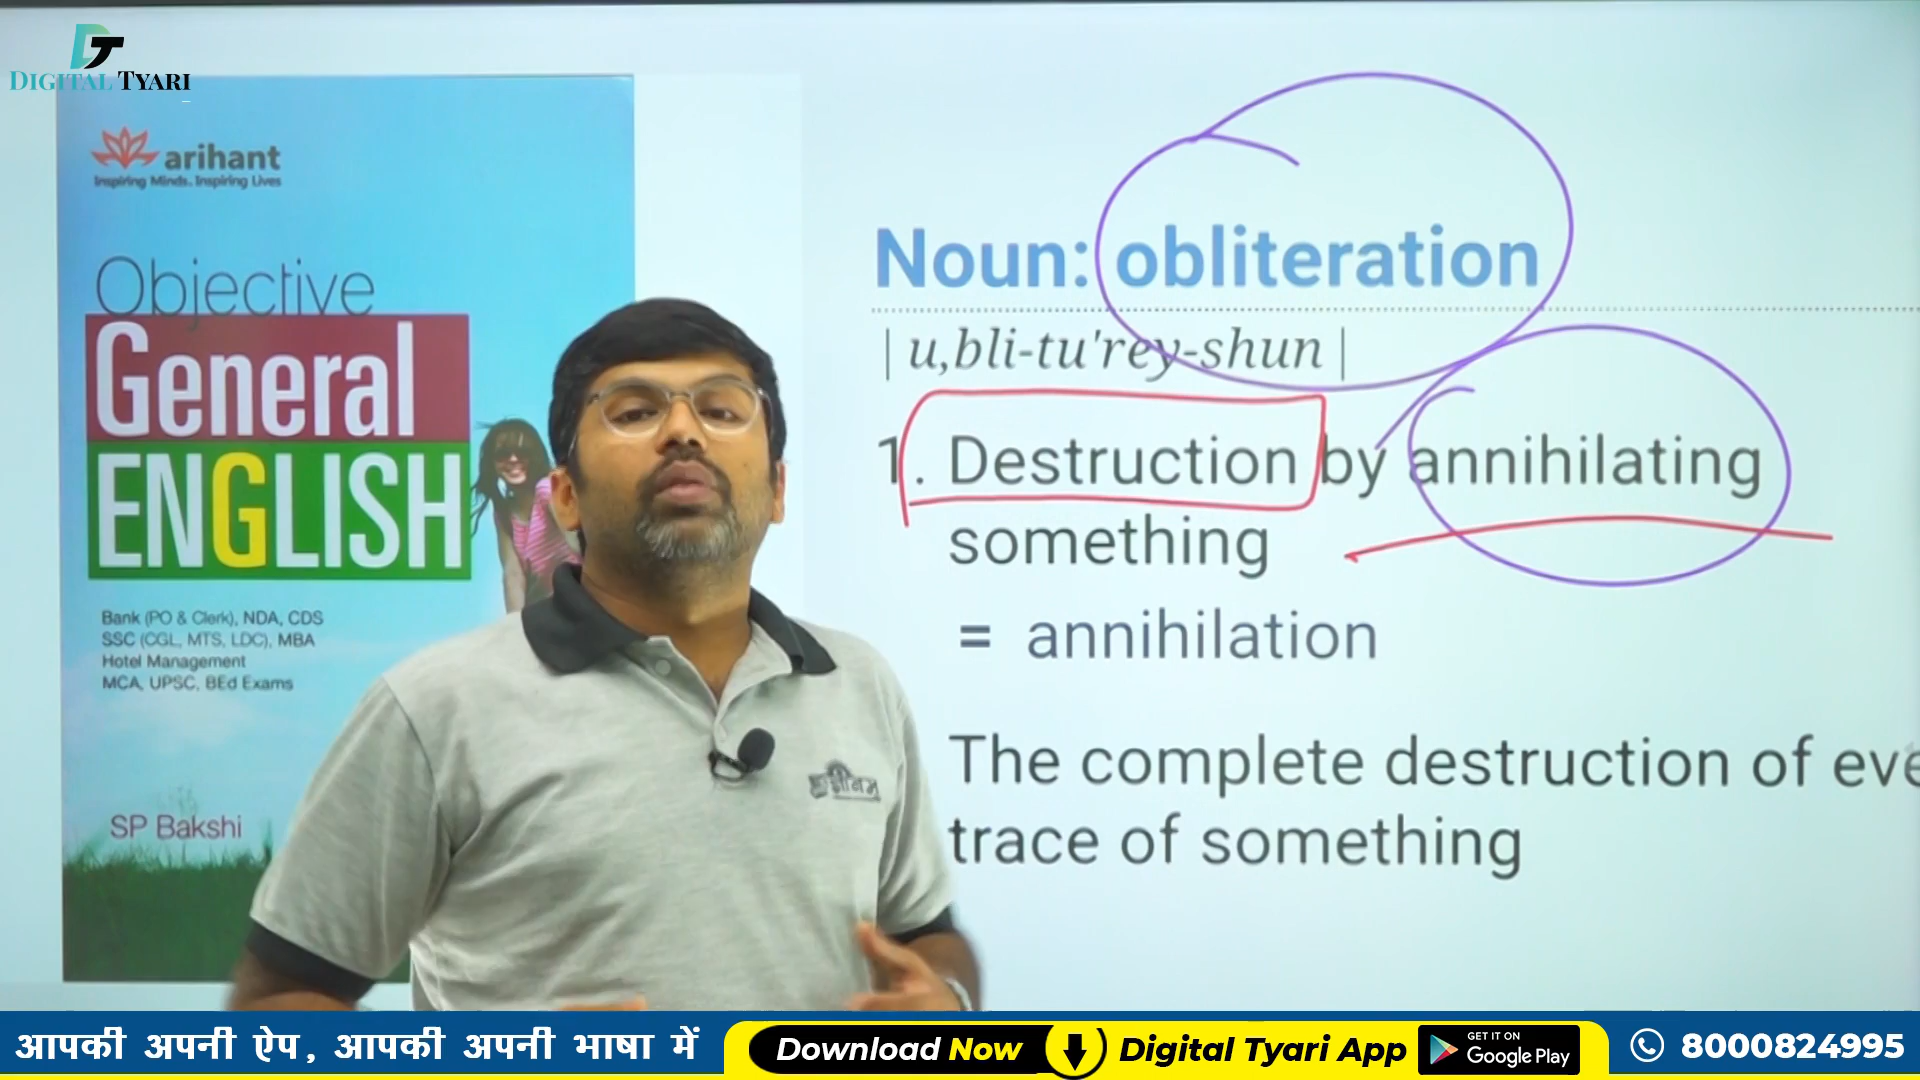 DIGITAL TYARI
arihant
Inspiring Minds. Inspiring Lives
Objective
General
ENGLISH
Bank (PO & Clerk), NDA, CDS
SSC (CGL, MTS, LDC), MBA
Hotel Management
MCA, UPSC, BEd Exams
SP Bakshi
Noun: obliteration
| u,bli-tu'rey-shun |
1. Destruction by annihilating
something
= annihilation
The complete destruction of eve
trace of something
आपकी अपनी ऐप, आपकी अपनी भाषा में
Download Now
Digital Tyari App
GET IT ON
Google Play
8000824995